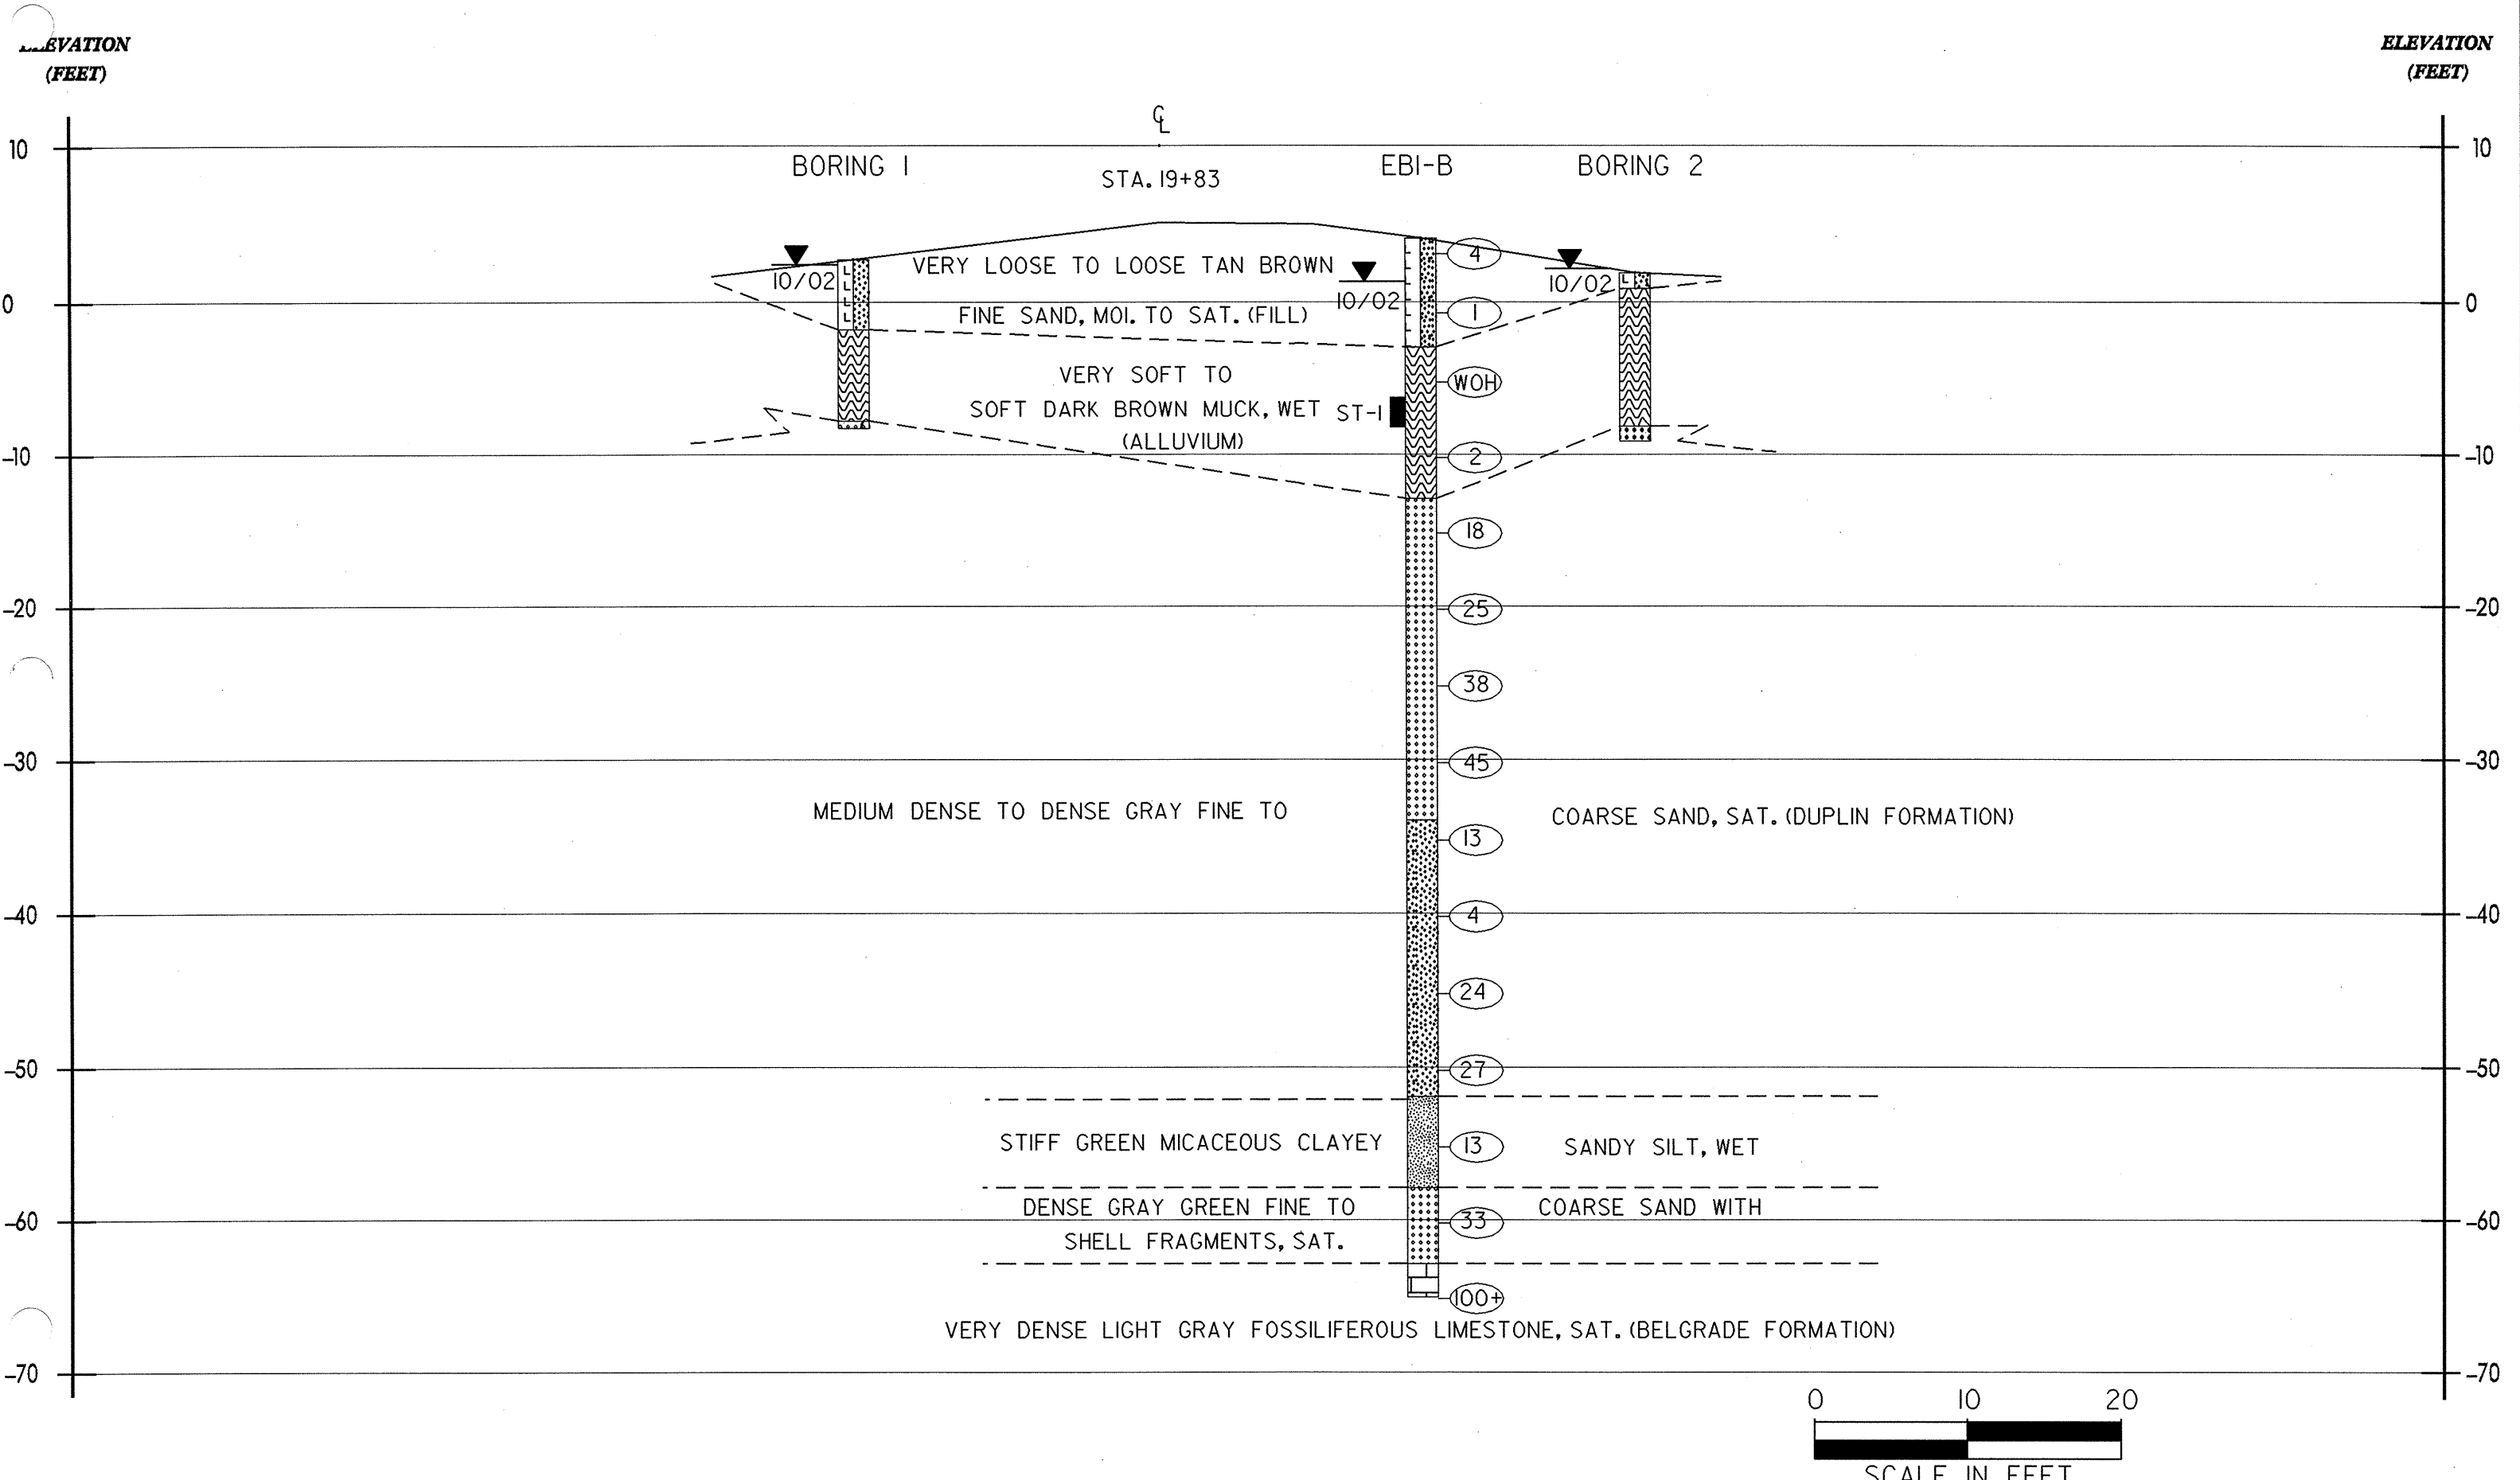 ELEVATION
(FEET)
ELEVATION
(FEET)
℄
10
10
BORING 1
STA. 19+83
EB1-B
BORING 2
4
VERY LOOSE TO LOOSE TAN BROWN
10/02
10/02
10/02
0
0
FINE SAND, MOI. TO SAT. (FILL)
1
VERY SOFT TO
WOH
SOFT DARK BROWN MUCK, WET
ST-1
(ALLUVIUM)
-10
2
-10
18
-20
25
-20
38
-30
45
-30
MEDIUM DENSE TO DENSE GRAY FINE TO
COARSE SAND, SAT. (DUPLIN FORMATION)
13
-40
4
-40
24
-50
27
-50
STIFF GREEN MICACEOUS CLAYEY
13
SANDY SILT, WET
DENSE GRAY GREEN FINE TO
COARSE SAND WITH
-60
33
-60
SHELL FRAGMENTS, SAT.
100+
VERY DENSE LIGHT GRAY FOSSILIFEROUS LIMESTONE, SAT. (BELGRADE FORMATION)
-70
-70
0 10 20
SCALE IN FEET